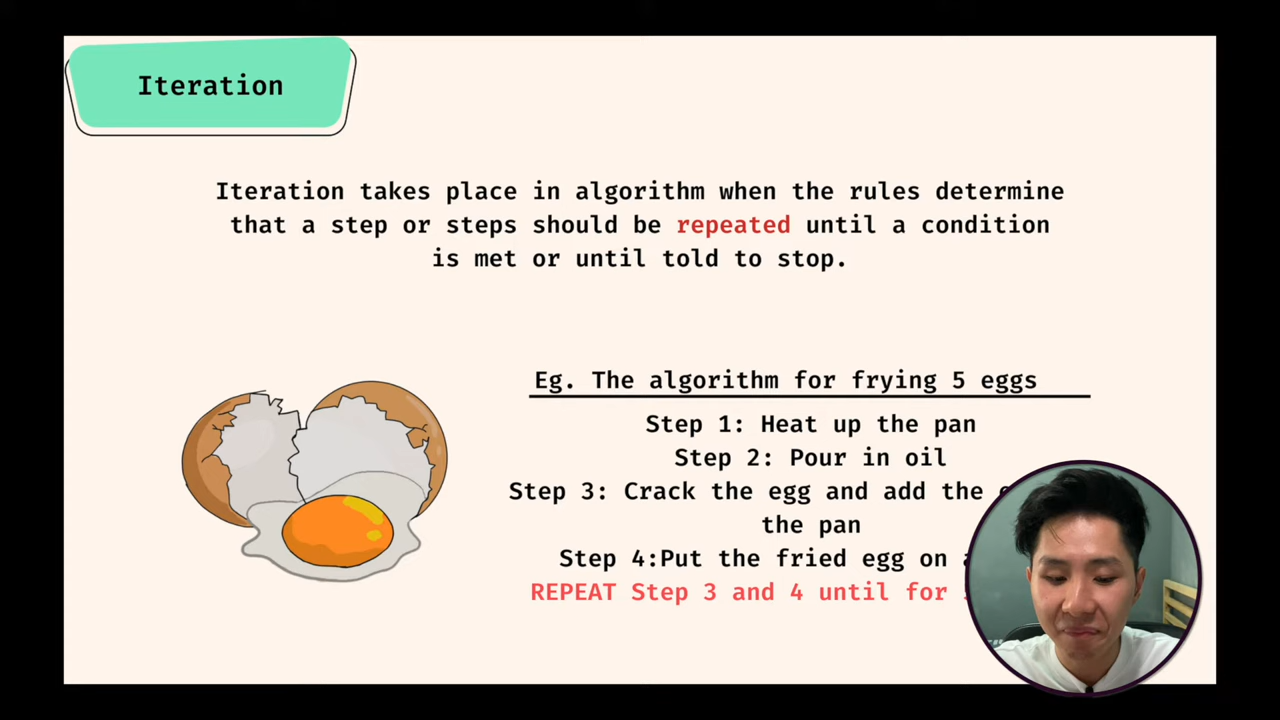 Iteration
Iteration takes place in algorithm when the rules determine
that a step or steps should be repeated until a condition
is met or until told to stop.
Eg. The algorithm for frying 5 eggs
Step 1: Heat up the pan
Step 2: Pour in oil
Step 3: Crack the egg and add the
the pan
Step 4:Put the fried egg on
REPEAT Step 3 and 4 until for